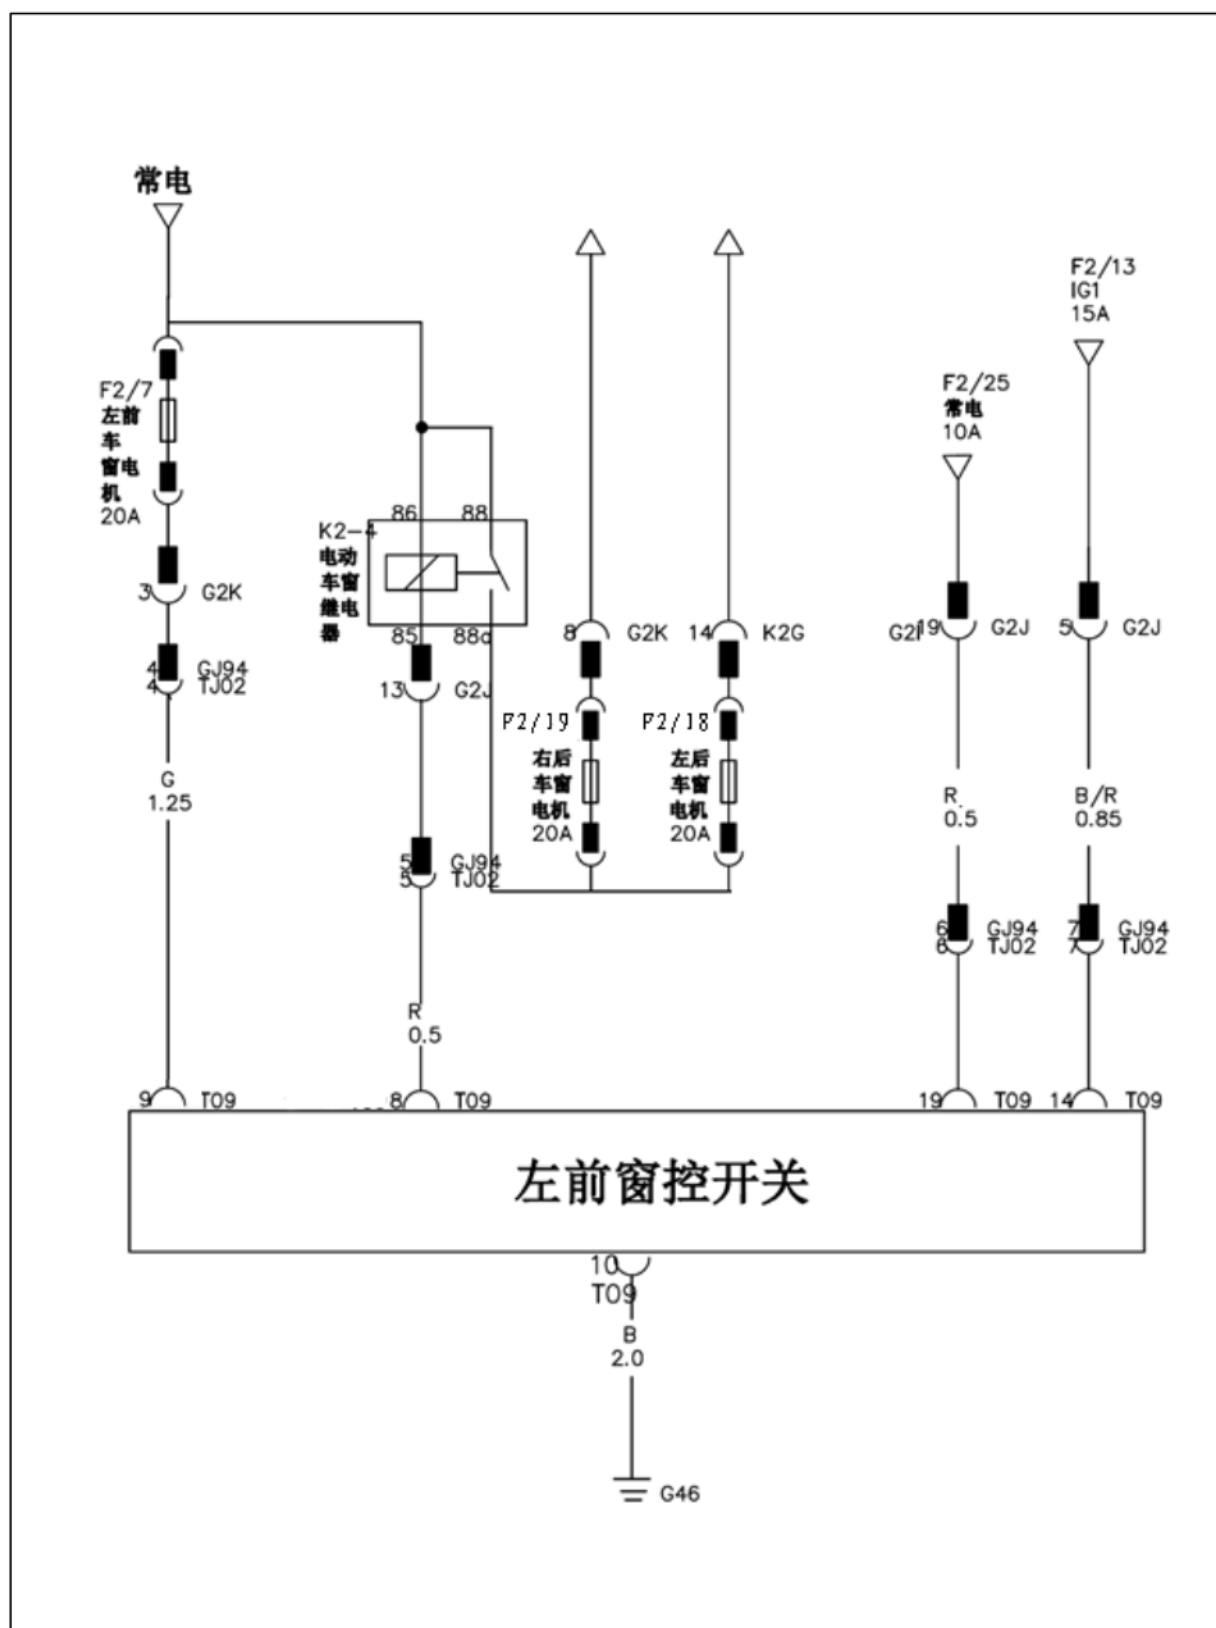 常电
F2/13
IG1
15A
F2/25
常电
10A
F2/7
左前
车
窗电
机
20A
86
88
K2-4
电动
车窗
继电
器
3
G2K
85
88a
8
G2K
14
K2G
G2I
19
G2J
5
G2J
4
GJ94
4
TJ02
13
G2J
F2/19
右后
车窗
电机
20A
F2/18
左后
车窗
电机
20A
G
1.25
R
0.5
B/R
0.85
5
GJ94
5
TJ02
6
GJ94
6
TJ02
7
GJ94
7
TJ02
R
0.5
9
T09
8
T09
19
T09
14
T09
左前窗控开关
10
T09
B
2.0
G46